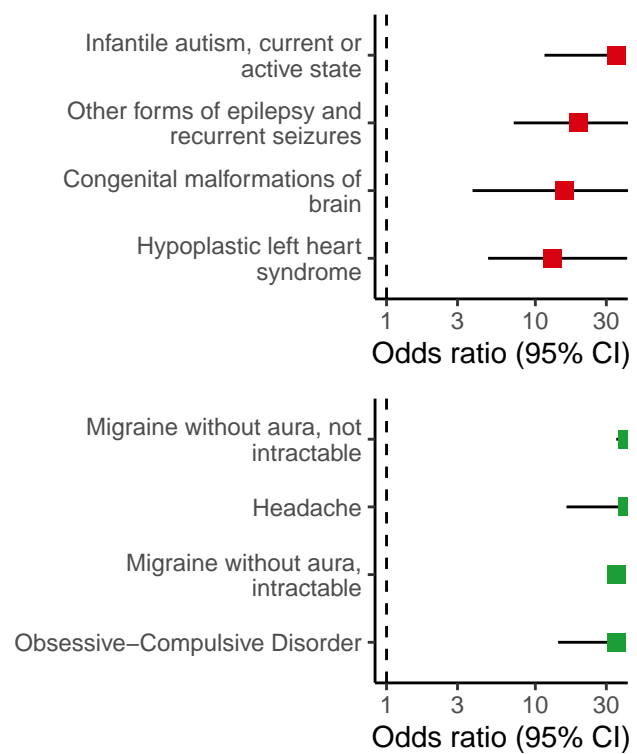 Infantile autism, current or
active state
Other forms of epilepsy and
recurrent seizures
Congenital malformations of
brain
Hypoplastic left heart
syndrome
1 3 10 30
Odds ratio (95% CI)
Migraine without aura, not
intractable
Headache
Migraine without aura,
intractable
Obsessive−Compulsive Disorder
1 3 10 30
Odds ratio (95% CI)